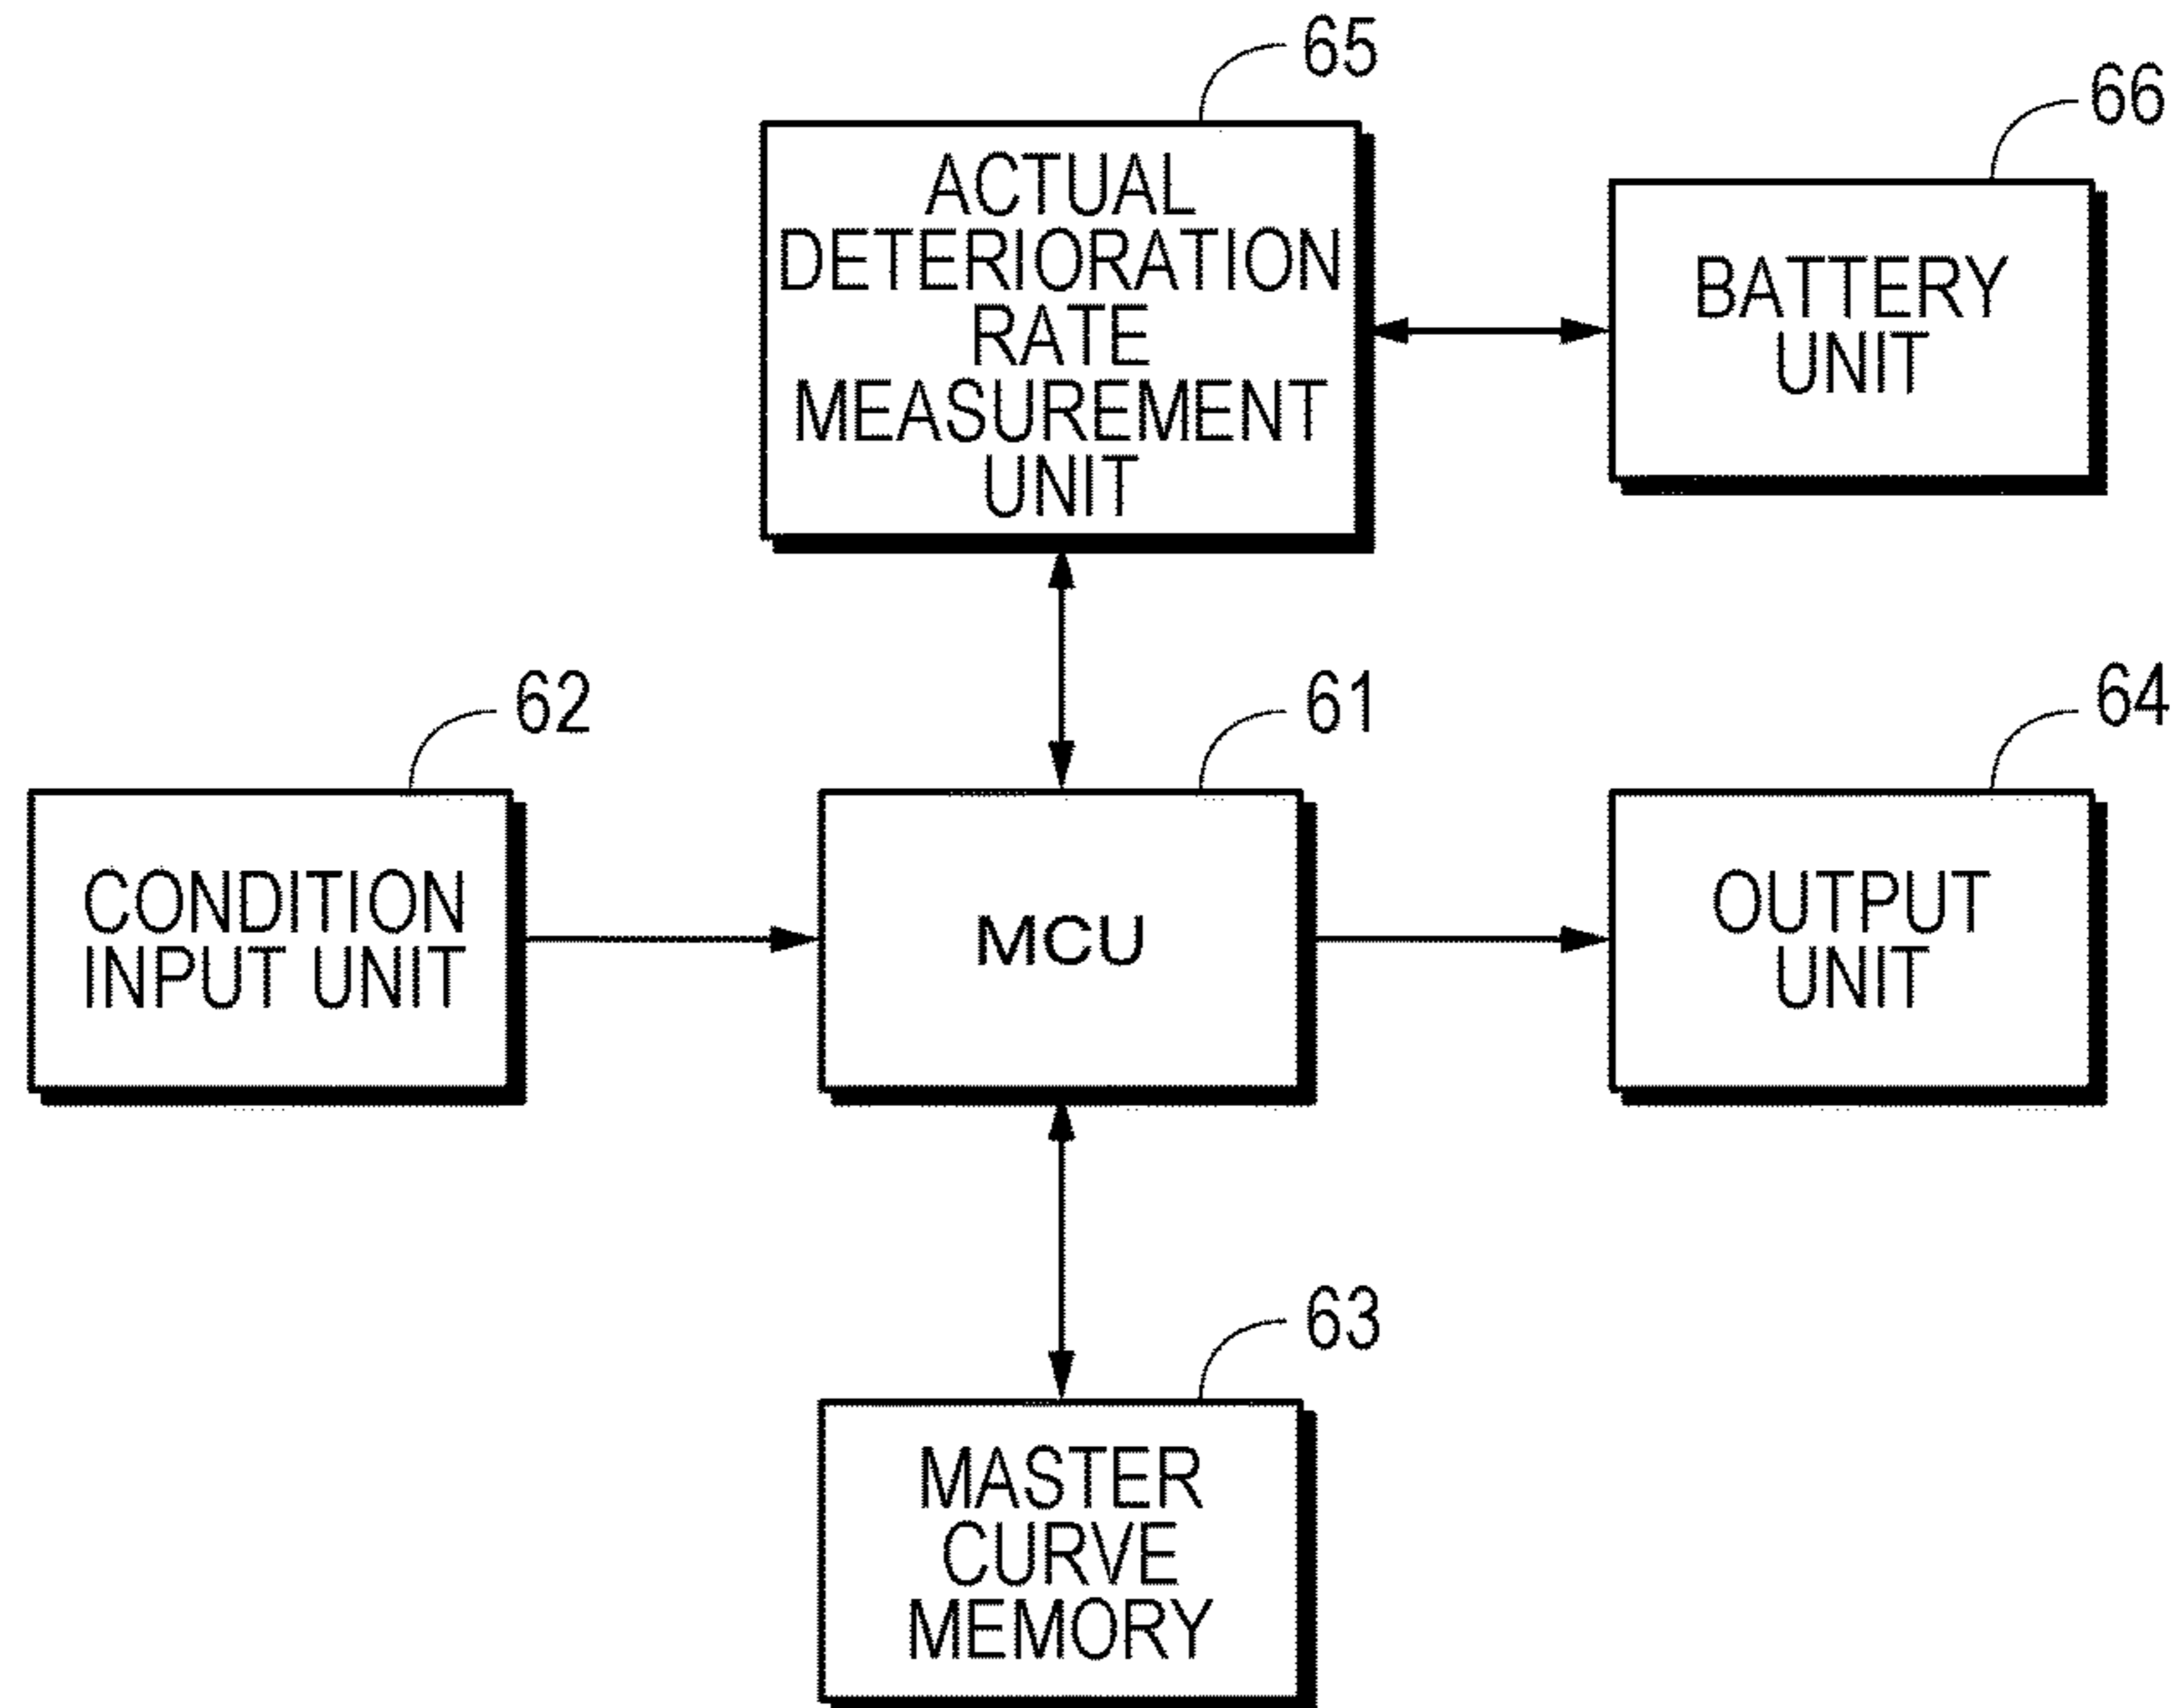 65
66
ACTUAL
DETERIORATION
RATE
MEASUREMENT
UNIT
BATTERY
UNIT
62
61
64
CONDITION
INPUT UNIT
MCU
OUTPUT
UNIT
63
MASTER
CURVE
MEMORY